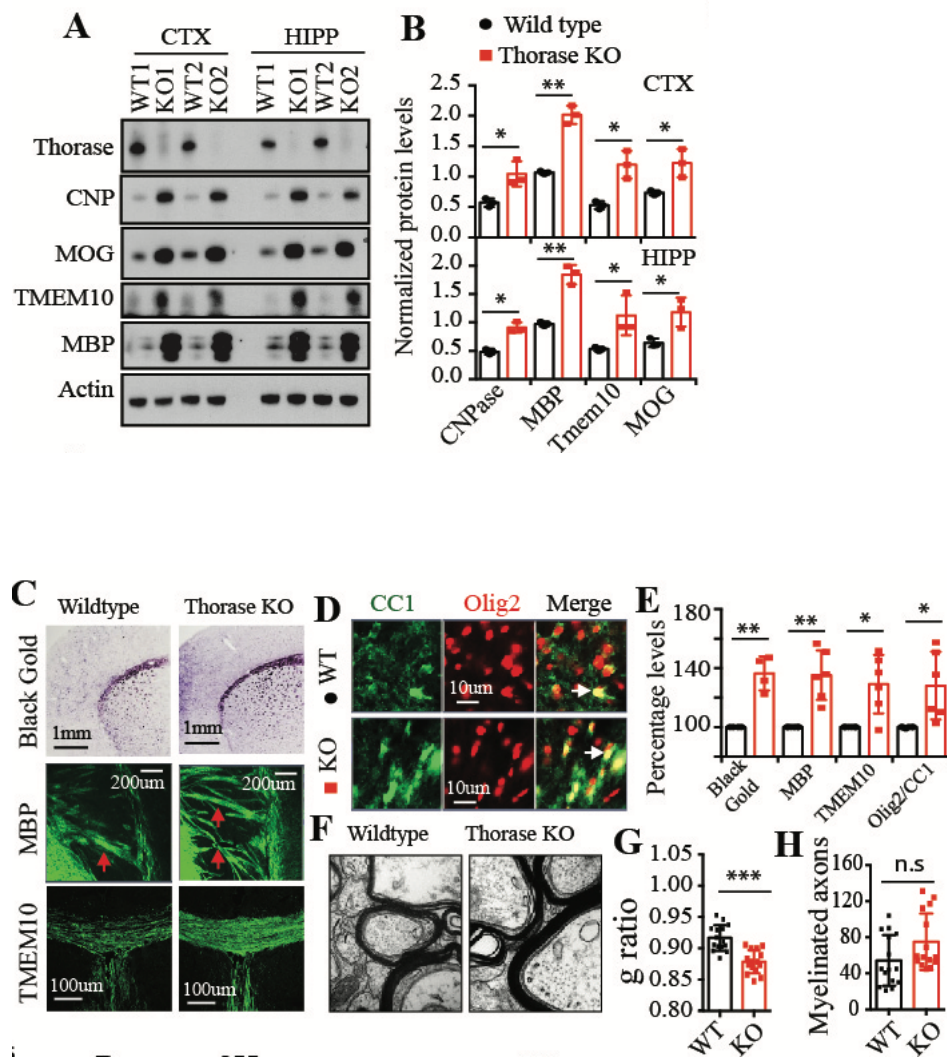 A
CTX HIPP
WT1 KO1 WT2 KO2 WT1 KO1 WT2 KO2
Thorase
CNP
MOG
TMEM10
MBP
Actin
B
Wild type
Thorase KO
Normalized protein levels
CTX
** * * *
2.5
2.0
1.5
1.0
0.5
0.0
HIPP
** * * *
2.0
1.5
1.0
0.5
0.0
CNPase MBP Tmem10 MOG
C
Wildtype Thorase KO
Black Gold
1mm 1mm
MBP
200um 200um
TMEM10
100um 100um
D
CC1 Olig2 Merge
WT
10um
KO
10um
E
Percentage levels
180
140
100
** ** * *
Black
Gold
MBP
TMEM10
Olig2/CC1
F
Wildtype Thorase KO
G
g ratio
1.05
1.00
0.95
0.90
0.85
0.80
***
WT KO
H
Myelinated axons
160
120
80
40
0
n.s
WT KO